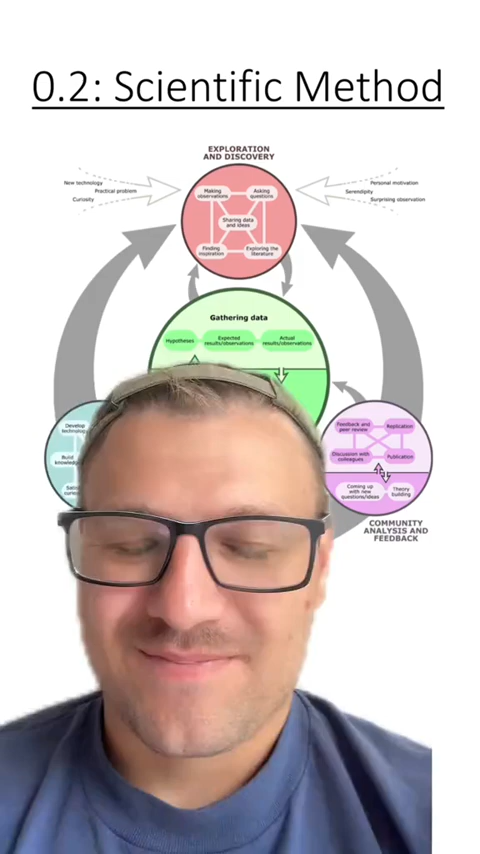 0.2: Scientific Method
EXPLORATION
AND DISCOVERY
New technology
Practical problem
Curiosity
Personal motivation
Serendipity
Surprising observation
Making
observations
Asking
questions
Sharing data
and ideas
Finding
inspiration
Exploring the
literature
Gathering data
Hypotheses
Expected
results/observations
Actual
results/observations
Develop
Build
Feedback and
peer review
Replication
Discussion with
colleagues
Publication
Coming up
with new
questions/ideas
Theory
building
COMMUNITY
ANALYSIS AND
FEEDBACK